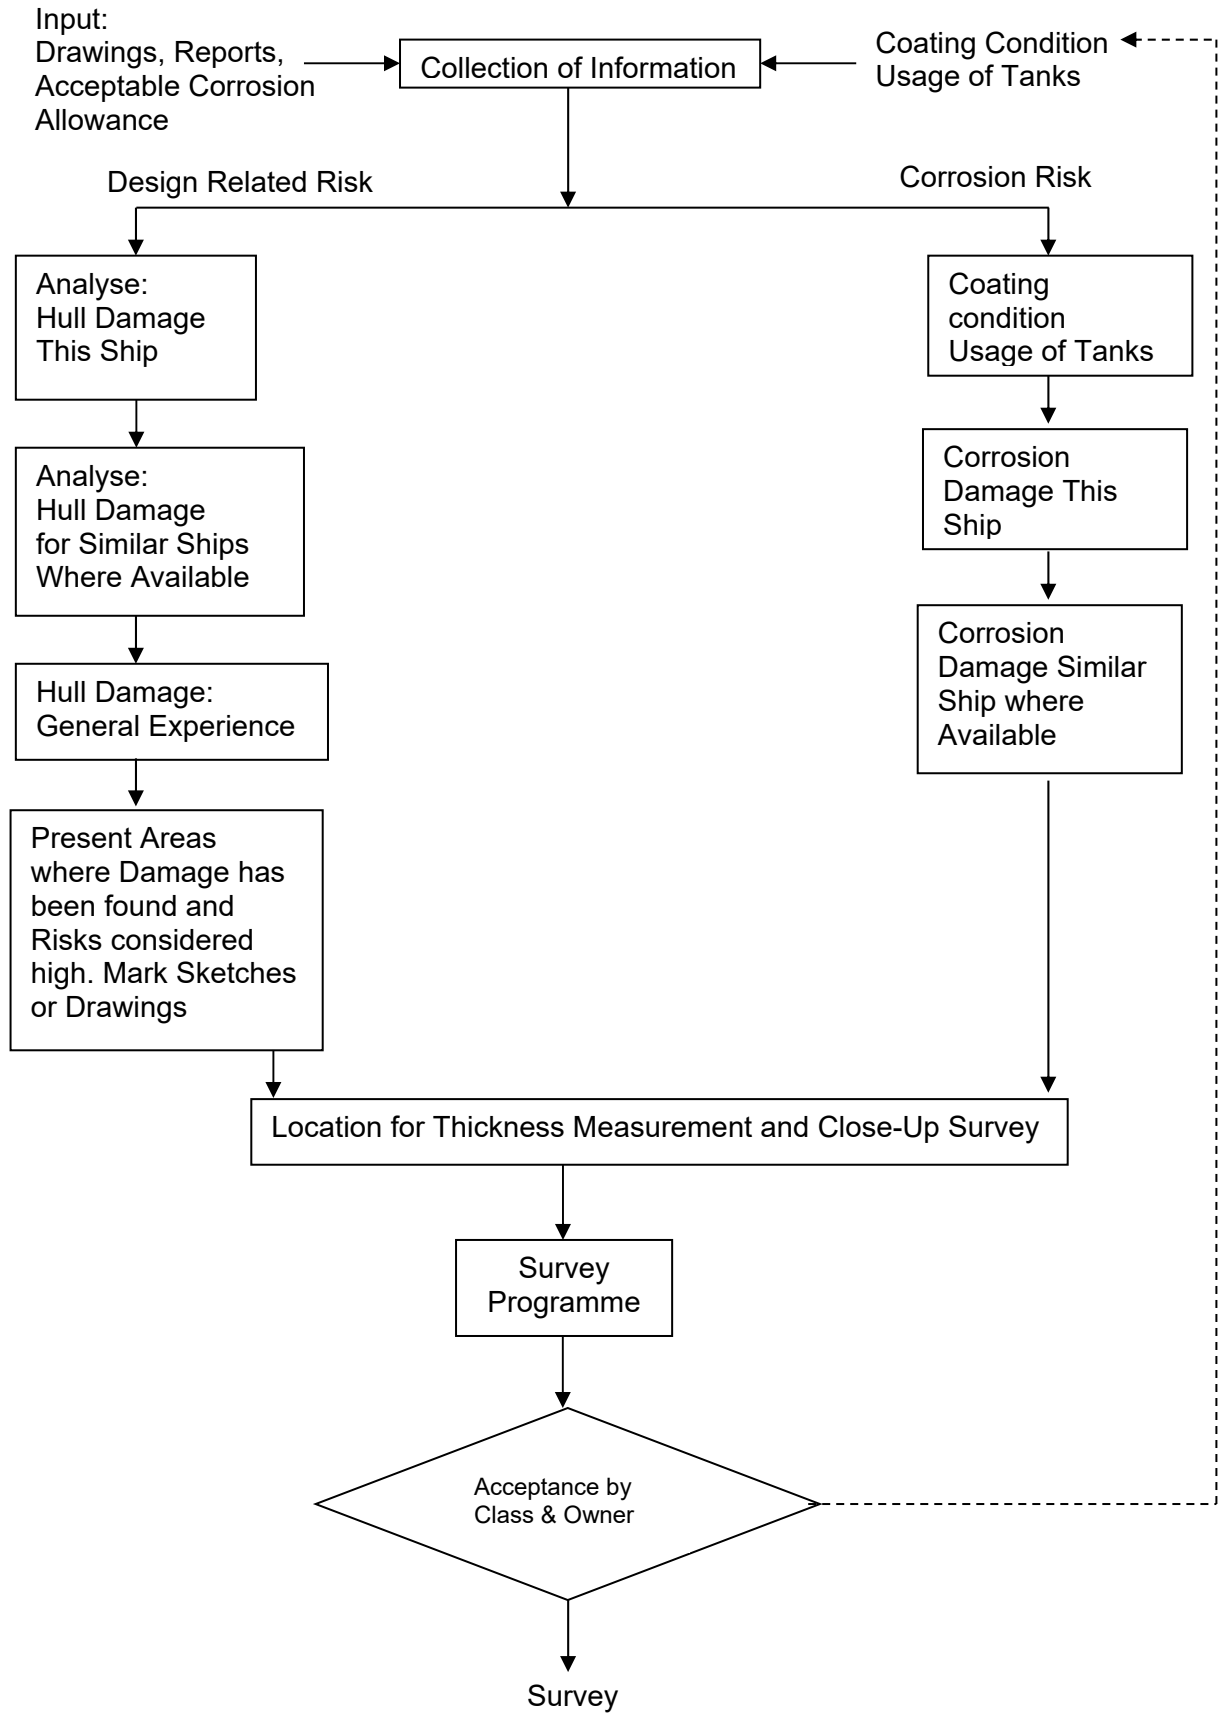 Input:
Drawings, Reports,
Acceptable Corrosion
Allowance
Collection of Information
Coating Condition
Usage of Tanks
Design Related Risk
Corrosion Risk
Analyse:
Hull Damage
This Ship
Analyse:
Hull Damage
for Similar Ships
Where Available
Hull Damage:
General Experience
Present Areas
where Damage has
been found and
Risks considered
high. Mark Sketches
or Drawings
Coating
condition
Usage of Tanks
Corrosion
Damage This
Ship
Corrosion
Damage Similar
Ship where
Available
Location for Thickness Measurement and Close-Up Survey
Survey
Programme
Acceptance by
Class & Owner
Survey